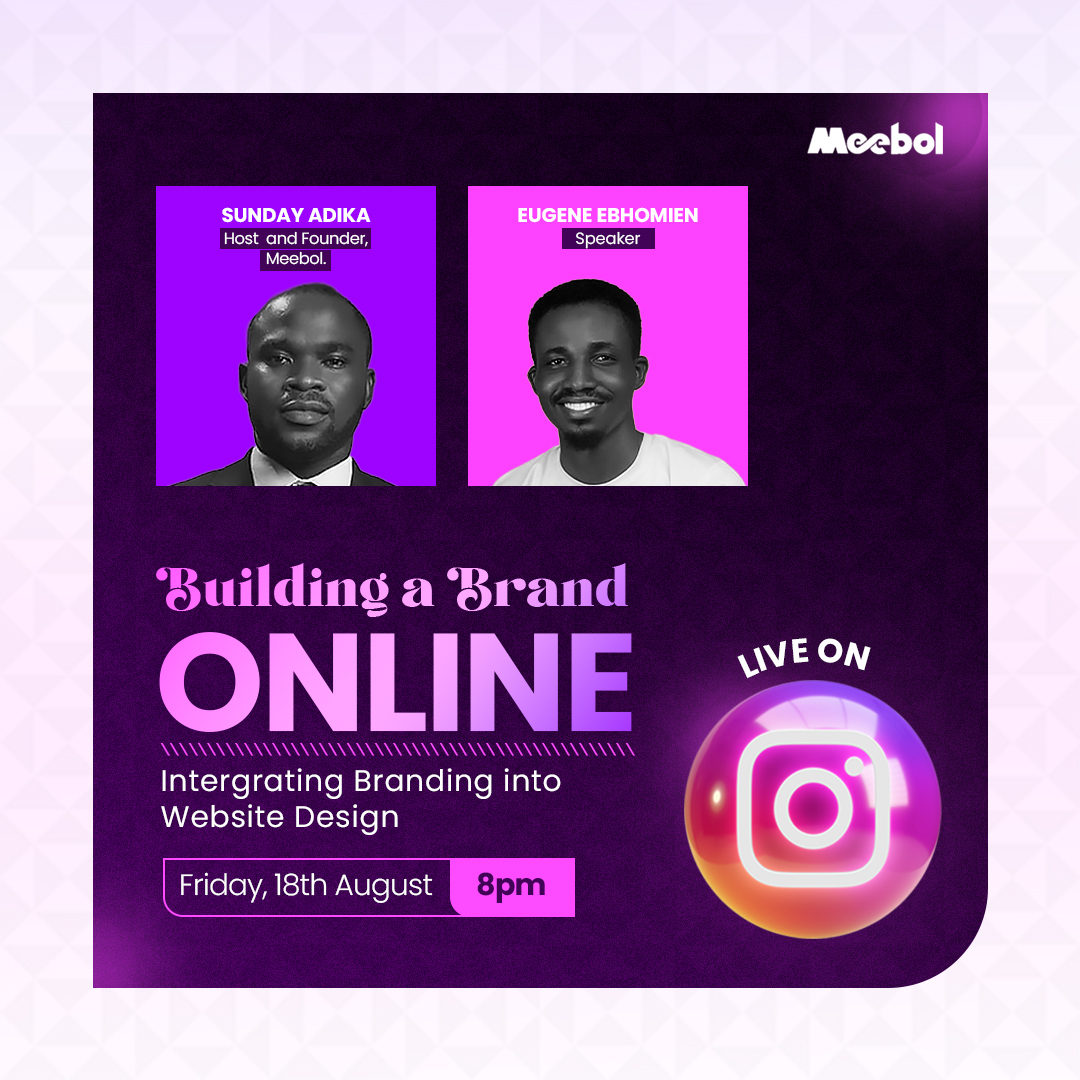 Meebol
SUNDAY ADIKA
Host and Founder,
Meebol.
EUGENE EBHOMIEN
Speaker
Building a Brand
ONLINE
Intergrating Branding into
Website Design
Friday, 18th August 8pm
LIVE ON